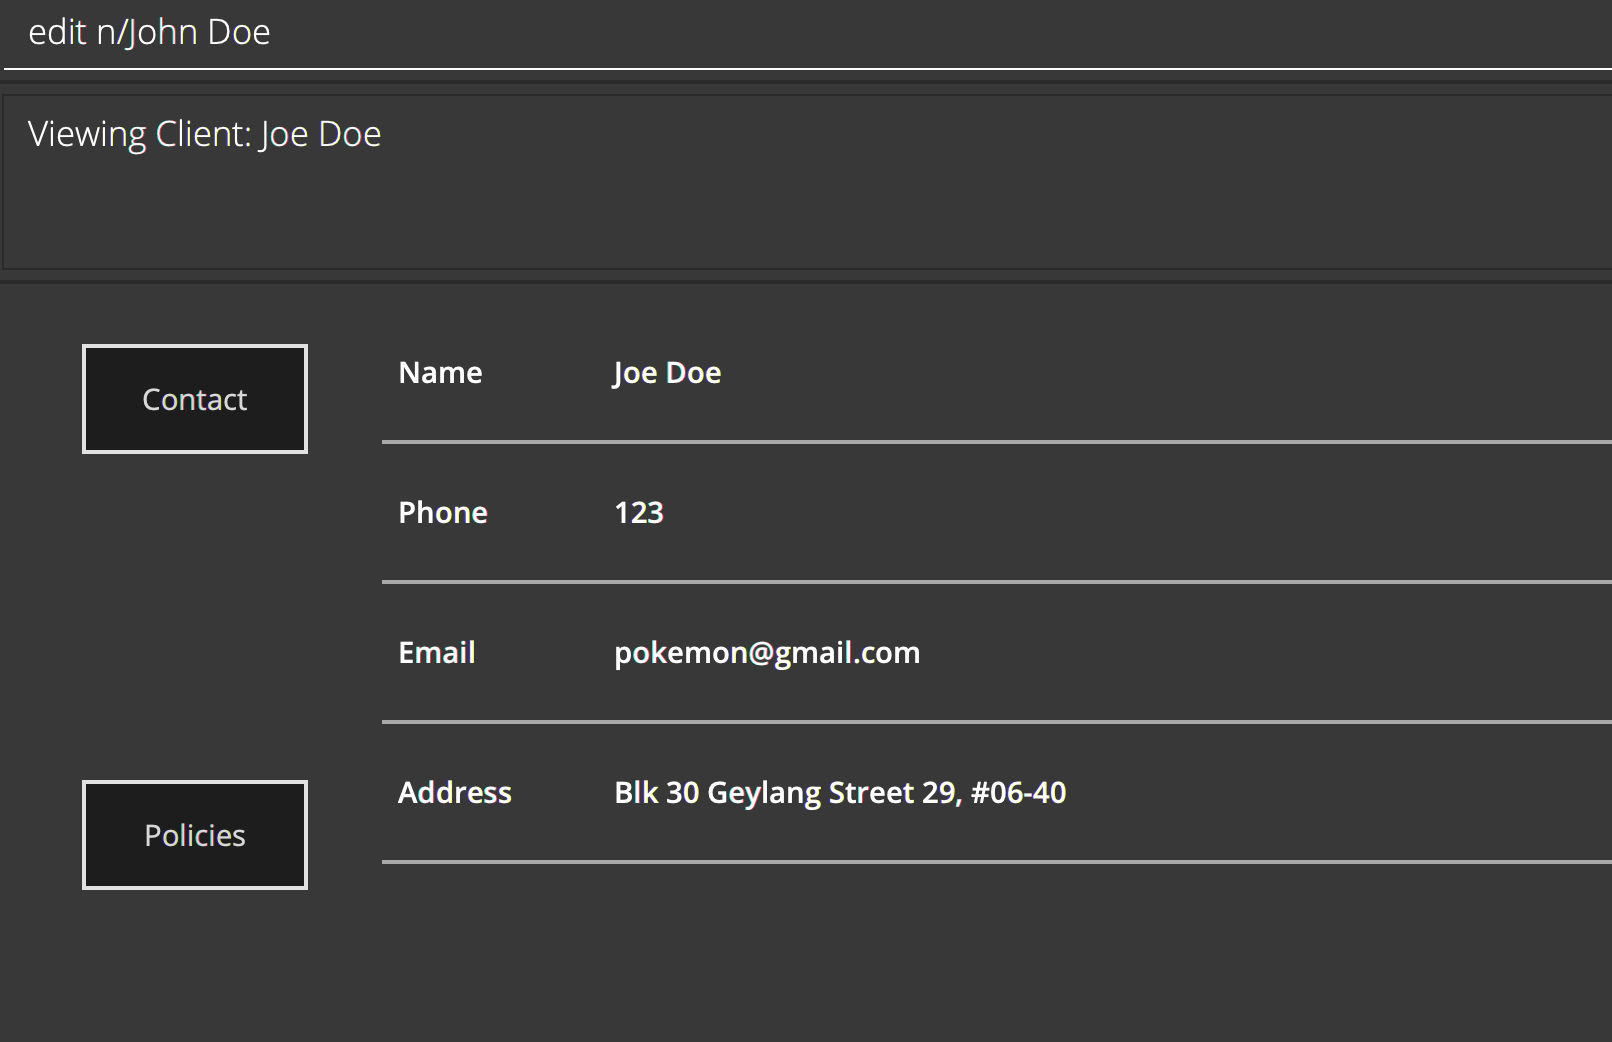 edit n/John Doe
Viewing Client: Joe Doe
Contact
Name Joe Doe
Phone 123
Email pokemon@gmail.com
Address Blk 30 Geylang Street 29, #06-40
Policies